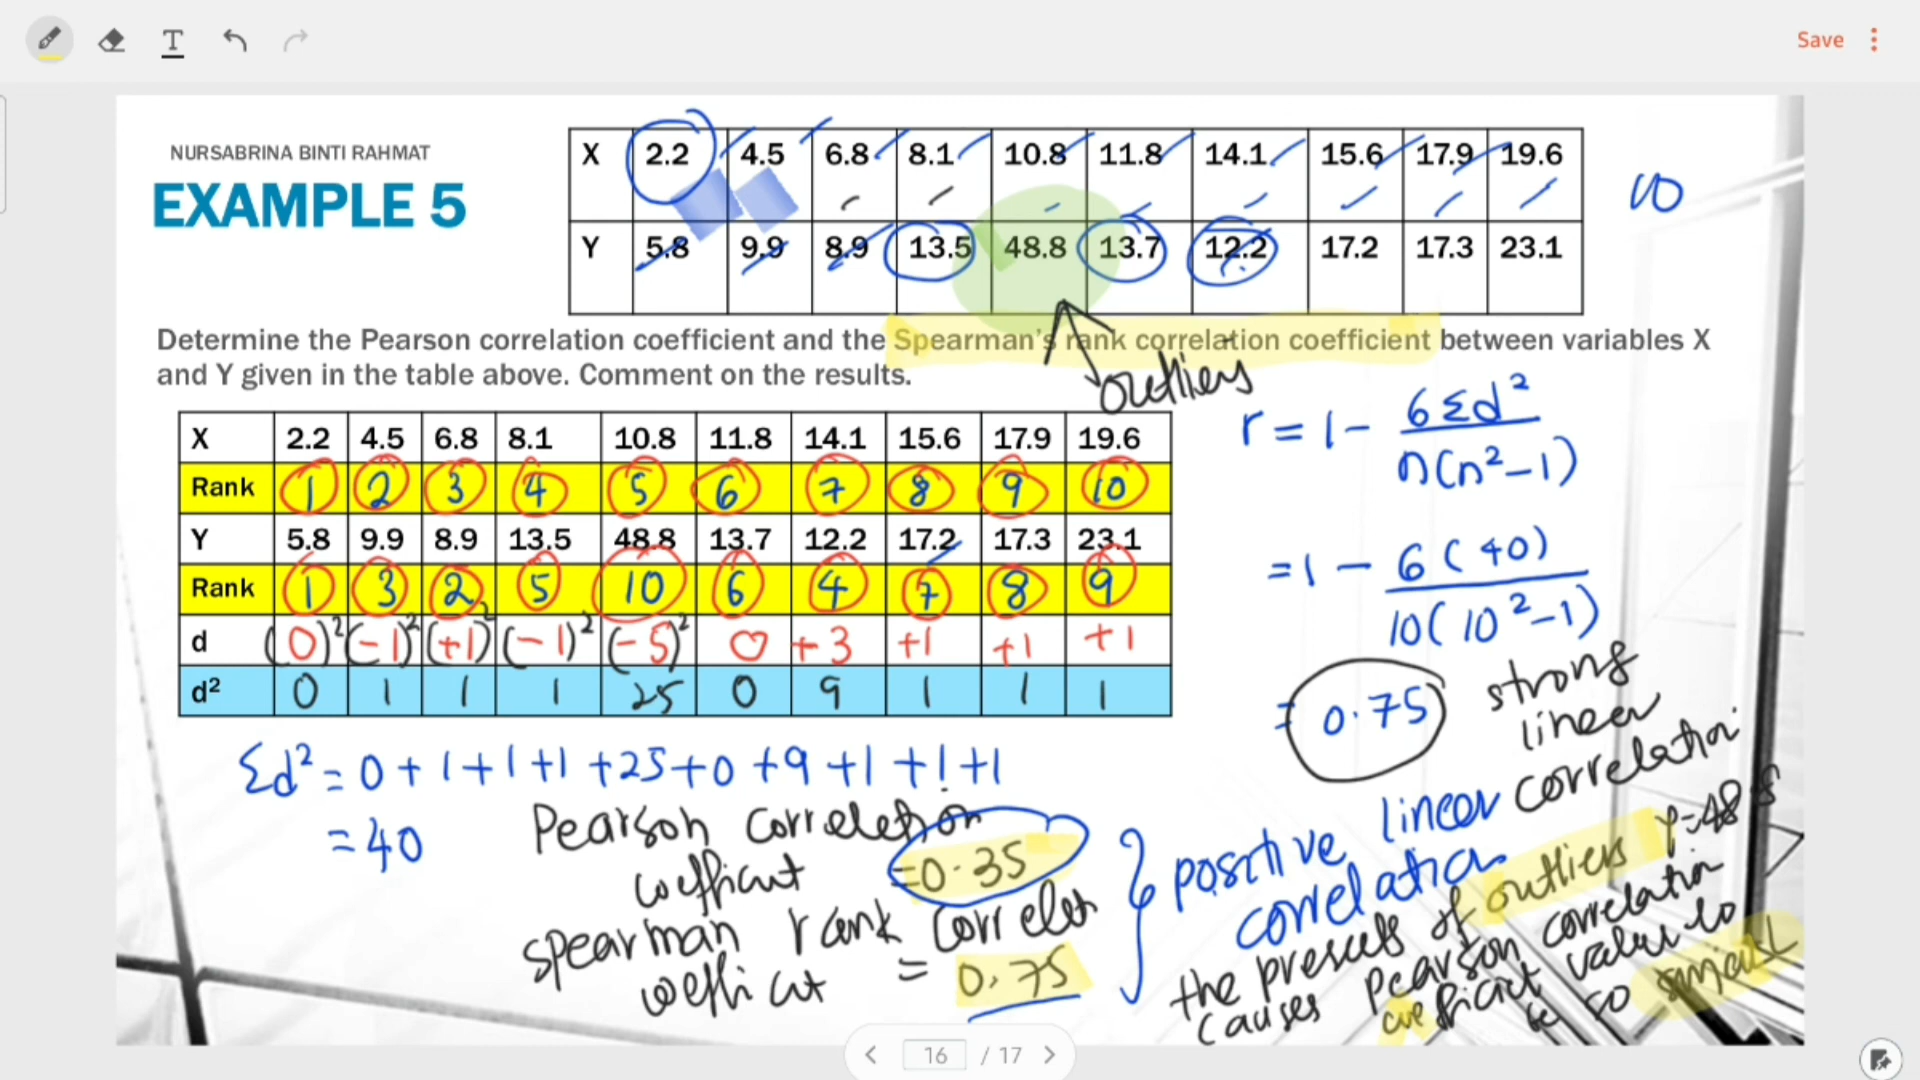 Save
NURSABRINA BINTI RAHMAT
EXAMPLE 5
X 2.2 4.5 6.8 8.1 10.8 11.8 14.1 15.6 17.9 19.6
10
Y 5.8 9.9 8.9 13.5 48.8 13.7 12.2 17.2 17.3 23.1
Determine the Pearson correlation coefficient and the Spearman's rank correlation coefficient between variables X
and Y given in the table above. Comment on the results.
outliers
X 2.2 4.5 6.8 8.1 10.8 11.8 14.1 15.6 17.9 19.6
Rank 1 2 3 4 5 6 7 8 9 10
Y 5.8 9.9 8.9 13.5 48.8 13.7 12.2 17.2 17.3 23.1
Rank 1 3 2 5 10 6 4 7 8 9
d (0)² (-1)² (+1)² (-1)² (-5)² 0 +3 +1 +1 +1
d² 0 1 1 1 25 0 9 1 1 1
Σd² = 0+1+1+1+25+0+9+1+1+1
= 40
r = 1 - 6Σd² / n(n²-1)
= 1 - 6(40) / 10(10²-1)
= 0.75
strong
linear
correlation
Pearson correlation
= 0.35
spearman rank
= 0.75
positive linear
correlation
the of outliers Y=48.8
causes Pearson correlation
value to
be so small
16 / 17